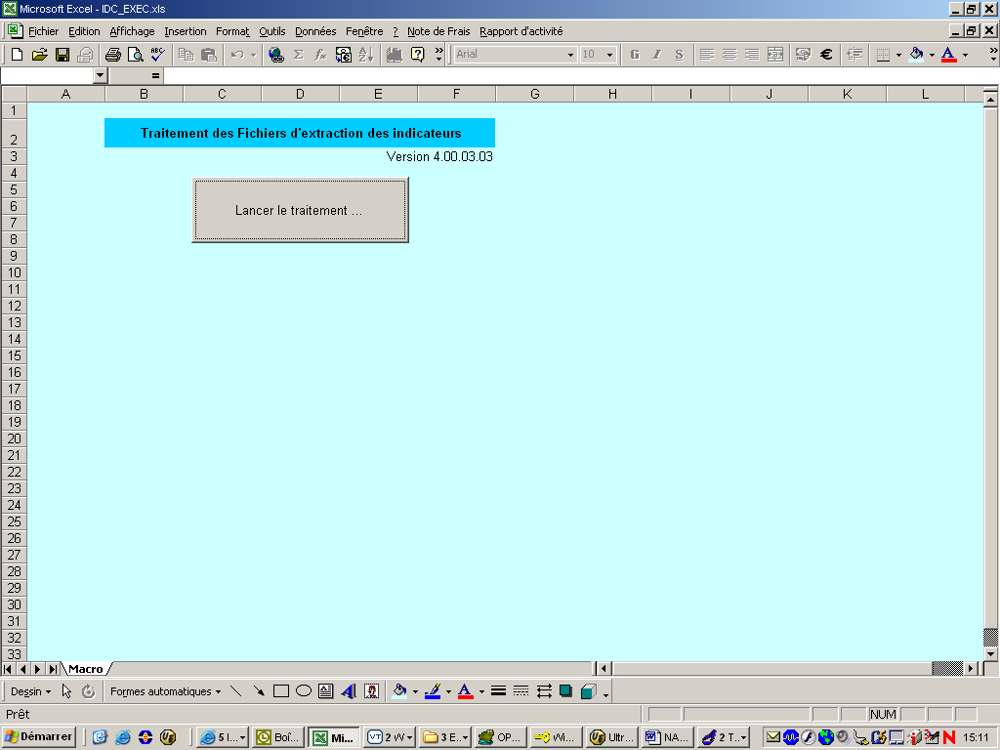 Microsoft Excel - IDC_EXEC.xls
Fichier Edition Affichage Insertion Format Outils Données Fenêtre ? Note de Frais Rapport d'activité
Arial 10 G I S €
=
A B C D E F G H I J K L
1
2 Traitement des Fichiers d'extraction des indicateurs
3 Version 4.00.03.03
4
5
6 Lancer le traitement ...
7
8
9
10
11
12
13
14
15
16
17
18
19
20
21
22
23
24
25
26
27
28
29
30
31
32
33
Macro
Dessin Formes automatiques
Prêt NUM
Démarrer 5 I... Boî... Mi... 2 W 3 E... OP... Wi... Ultr... NA... 2 T... 15:11